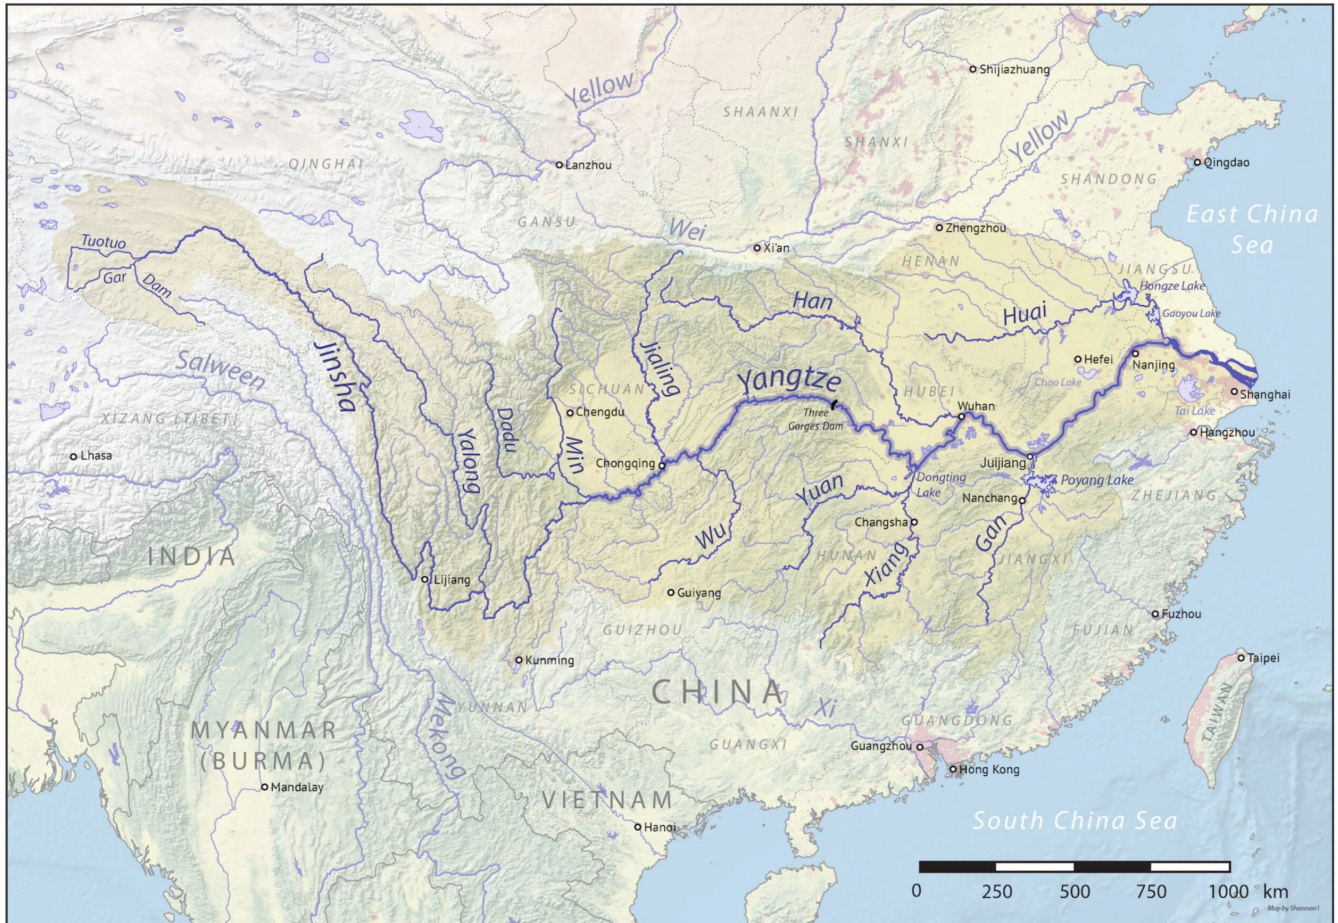 Shijiazhuang
Yellow
SHAANXI
SHANXI
Yellow
QINGHAI
Lanzhou
Qingdao
SHANDONG
East China
Sea
GANSU
Wei
Xi'an
Zhengzhou
Tuotuo
Gar
Dam
HENAN
JIANGSU
Hongze Lake
Gaoyou Lake
Han
Huai
Jinsha
Salween
Jialing
Yangtze
Hefei
Nanjing
Chao Lake
SICHUAN
HUBEI
Shanghai
Three
Gorges Dam
Tai Lake
XIZANG (TIBET)
Dadu
Chengdu
Wuhan
Hangzhou
Lhasa
Yalong
Min
Chongqing
Juijiang
Dongting
Lake
Poyang Lake
Yuan
Nanchang
ZHEJIANG
Changsha
Wu
Gan
INDIA
HUNAN
JIANGXI
Xiang
Lijiang
Guiyang
Fuzhou
GUIZHOU
FUJIAN
Kunming
Taipei
CHINA
Mekong
YUNNAN
Xi
TAIWAN
GUANGDONG
MYANMAR
(BURMA)
GUANGXI
Guangzhou
Hong Kong
Mandalay
VIETNAM
Hanoi
South China Sea
0 250 500 750 1000 km
Map by Shannon1